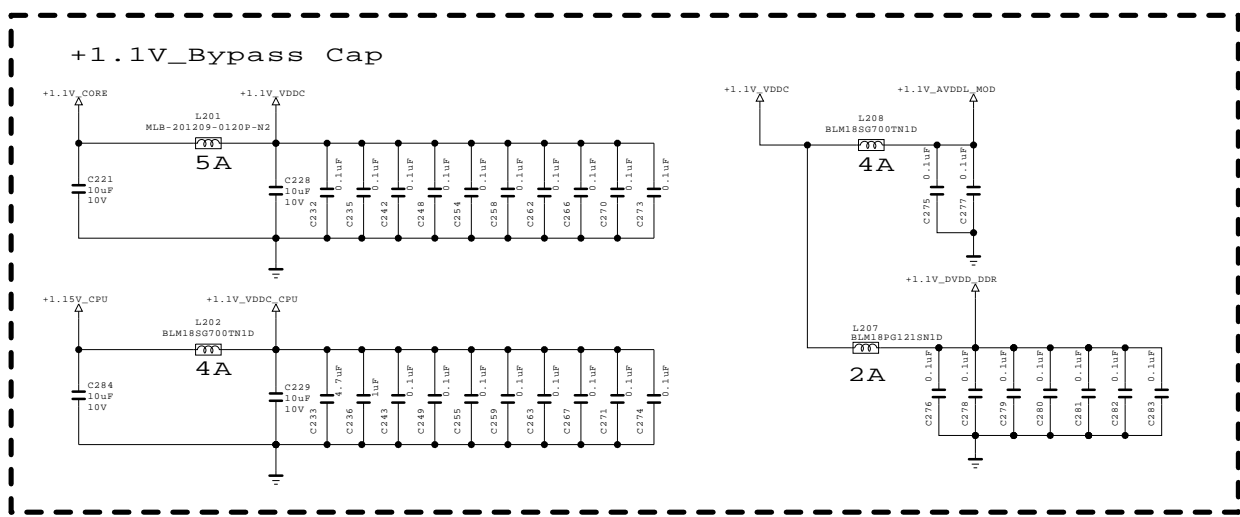 +1.1V_Bypass Cap
+1.1V_CORE
+1.1V_VDDC
L201
MLB-201209-0120P-N2
5A
C221
10uF
10V
C228
10uF
10V
C232
0.1uF
C235
0.1uF
C242
0.1uF
C248
0.1uF
C254
0.1uF
C258
0.1uF
C262
0.1uF
C266
0.1uF
C270
0.1uF
C273
0.1uF
+1.15V_CPU
+1.1V_VDDC_CPU
L202
BLM18SG700TN1D
4A
C284
10uF
10V
C229
10uF
10V
C233
4.7uF
C236
1uF
C243
0.1uF
C249
0.1uF
C255
0.1uF
C259
0.1uF
C263
0.1uF
C267
0.1uF
C271
0.1uF
C274
0.1uF
+1.1V_VDDC
+1.1V_AVDDL_MOD
L208
BLM18SG700TN1D
4A
C275
0.1uF
C277
0.1uF
+1.1V_DVDD_DDR
L207
BLM18PG121SN1D
2A
C276
0.1uF
C278
0.1uF
C279
0.1uF
C280
0.1uF
C281
0.1uF
C282
0.1uF
C283
0.1uF